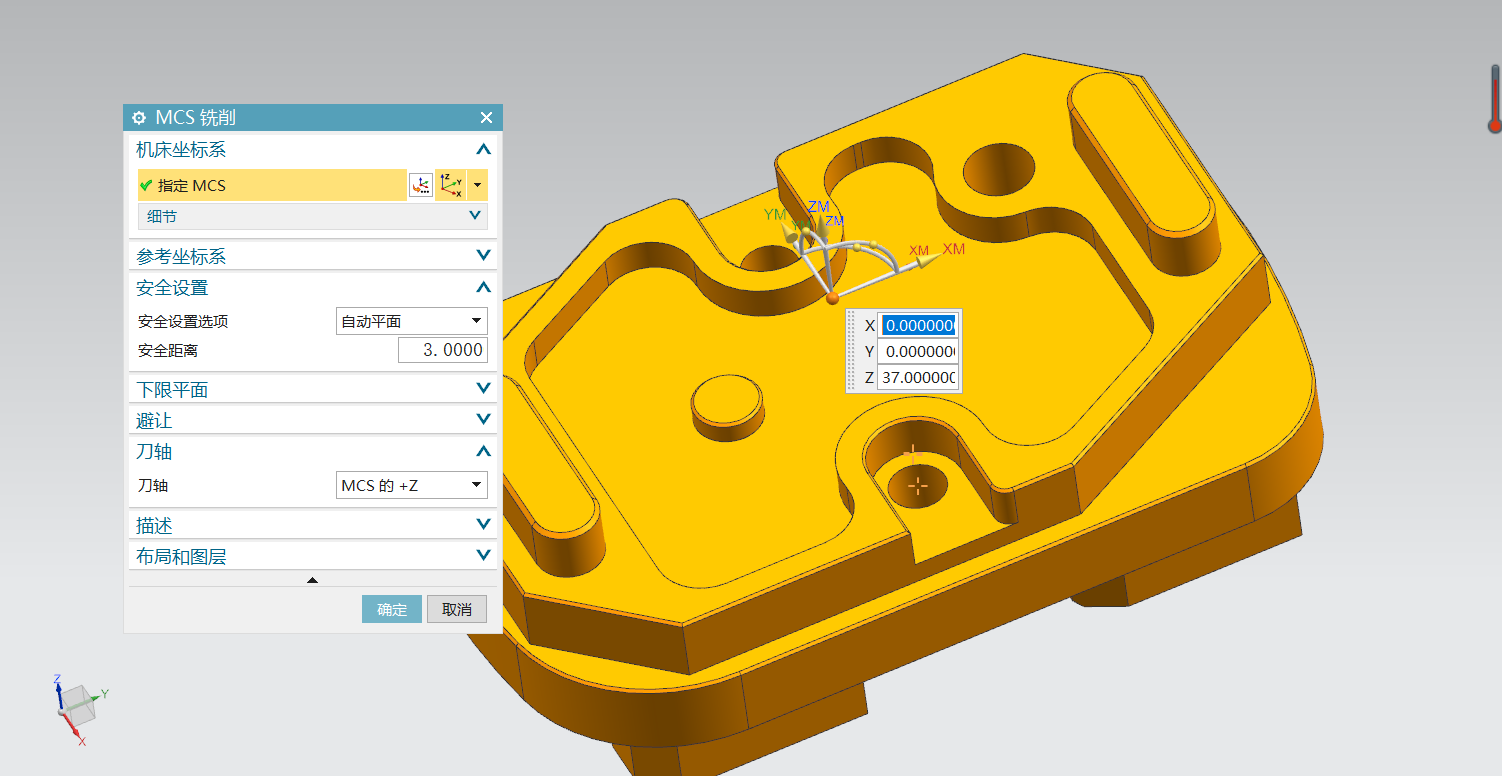 MCS 铣削
机床坐标系
指定 MCS
细节
参考坐标系
安全设置
安全设置选项 自动平面
安全距离 3.0000
下限平面
避让
刀轴
刀轴 MCS 的 +Z
描述
布局和图层
确定 取消
YM ZM
ZM
XM XM
X 0.0000000
Y 0.0000000
Z 37.000000
Z
Y
X